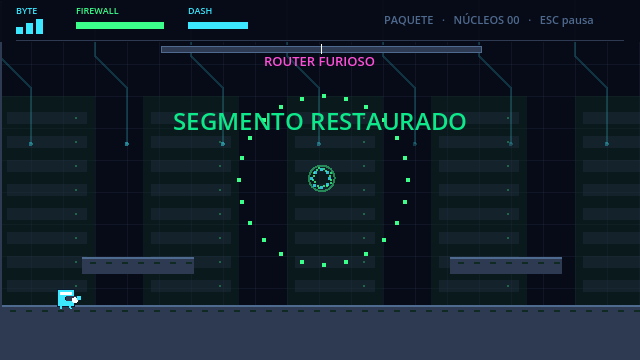 BYTE FIREWALL DASH PAQUETE · NÚCLEOS 00 · ESC pausa
ROUTER FURIOSO
SEGMENTO RESTAURADO